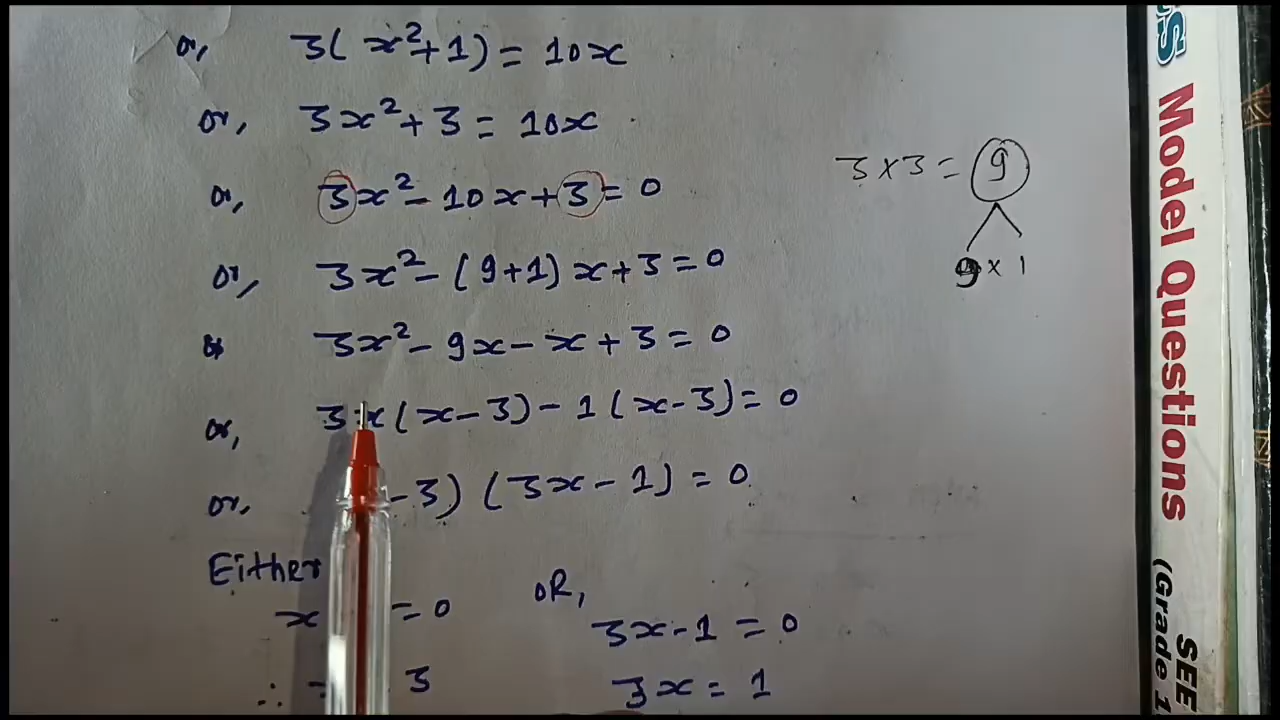 or, 3(x²+1) = 10x
or, 3x² + 3 = 10x
or, 3x² - 10x + 3 = 0
3 × 3 = 9
9 × 1
or, 3x² - (9+1)x + 3 = 0
or 3x² - 9x - x + 3 = 0
or, 3x(x-3) - 1(x-3) = 0
or, -3) (3x-1) = 0
Either
x = 0
∴ 3
OR,
3x-1 = 0
3x = 1
Model Questions
SEE
(Grade 1